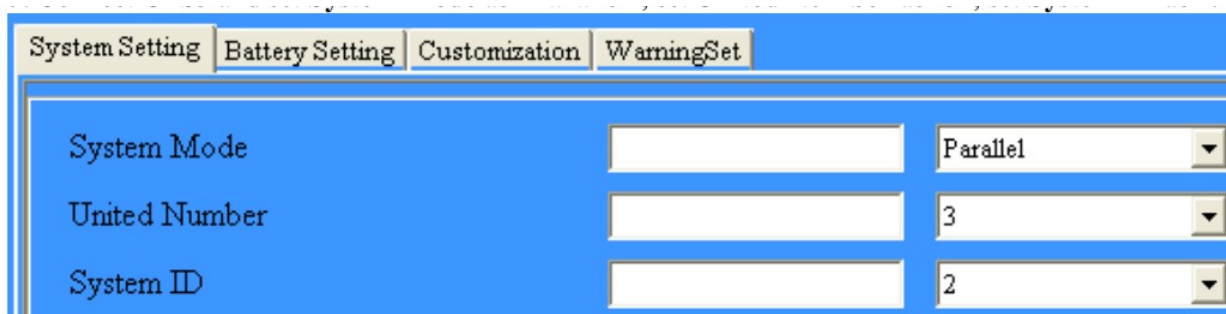 System Setting Battery Setting Customization WarningSet
System Mode Parallel
United Number 3
System ID 2